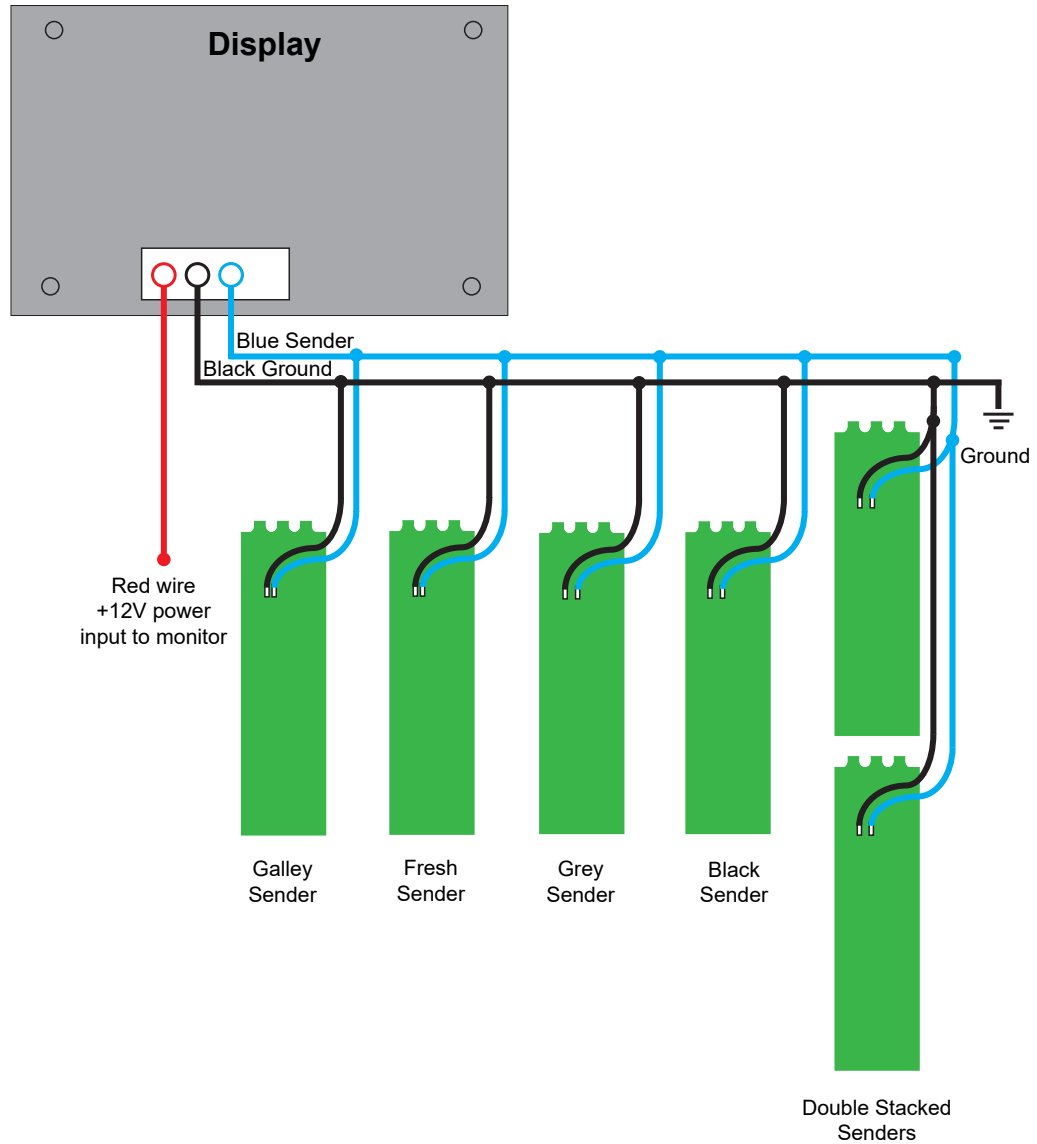 Display
Blue Sender
Black Ground
Ground
Red wire
+12V power
input to monitor
Galley
Sender
Fresh
Sender
Grey
Sender
Black
Sender
Double Stacked
Senders